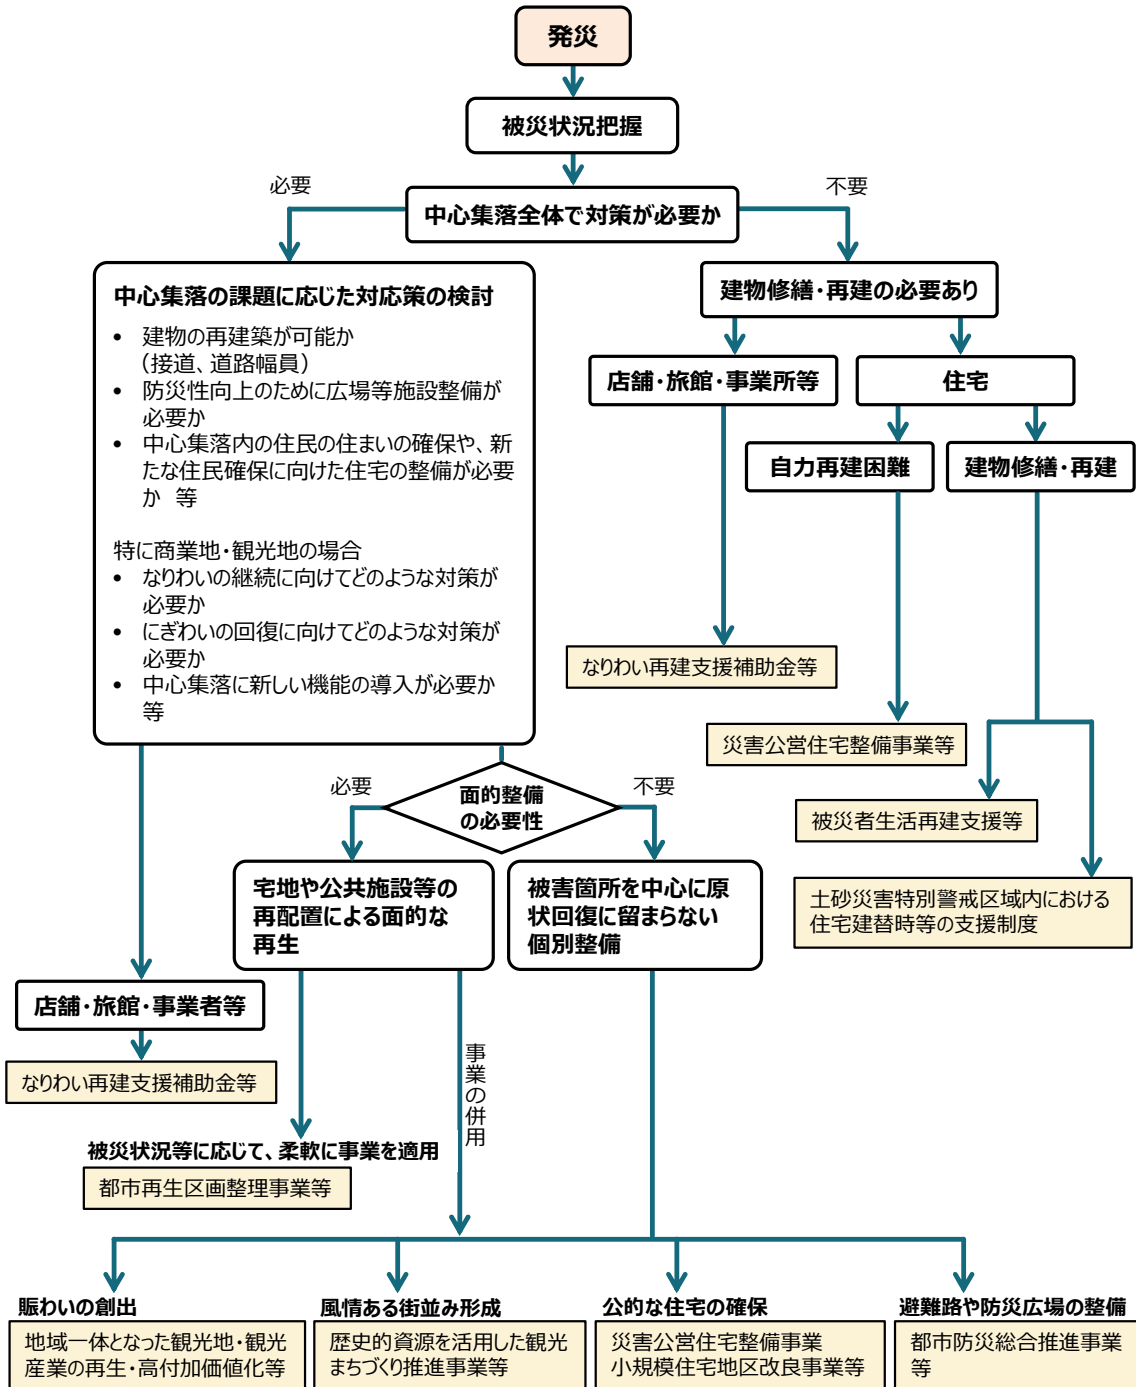 発災
被災状況把握
必要
不要
中心集落全体で対策が必要か
中心集落の課題に応じた対応策の検討
• 建物の再建築が可能か
（接道、道路幅員）
• 防災性向上のために広場等施設整備が
必要か
• 中心集落内の住民の住まいの確保や、新
たな住民確保に向けた住宅の整備が必要
か 等
特に商業地・観光地の場合
• なりわいの継続に向けてどのような対策が
必要か
• にぎわいの回復に向けてどのような対策が
必要か
• 中心集落に新しい機能の導入が必要か
等
建物修繕・再建の必要あり
店舗・旅館・事業所等
住宅
自力再建困難
建物修繕・再建
なりわい再建支援補助金等
災害公営住宅整備事業等
被災者生活再建支援等
土砂災害特別警戒区域内における
住宅建替時等の支援制度
必要
面的整備
の必要性
不要
宅地や公共施設等の
再配置による面的な
再生
被害箇所を中心に原
状回復に留まらない
個別整備
店舗・旅館・事業者等
なりわい再建支援補助金等
事業の併用
被災状況等に応じて、柔軟に事業を適用
都市再生区画整理事業等
賑わいの創出
地域一体となった観光地・観光
産業の再生・高付加価値化等
風情ある街並み形成
歴史的資源を活用した観光
まちづくり推進事業等
公的な住宅の確保
災害公営住宅整備事業
小規模住宅地区改良事業等
避難路や防災広場の整備
都市防災総合推進事業
等